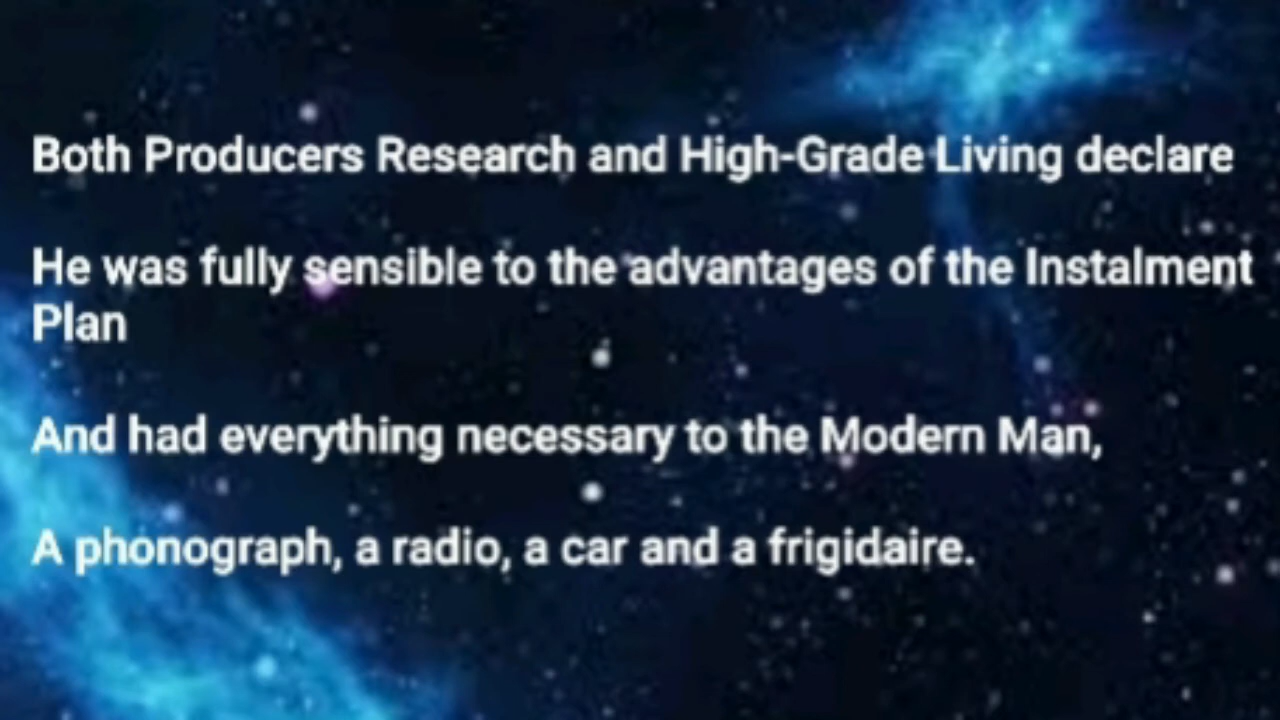 Both Producers Research and High-Grade Living declare
He was fully sensible to the advantages of the Instalment
Plan
And had everything necessary to the Modern Man,
A phonograph, a radio, a car and a frigidaire.